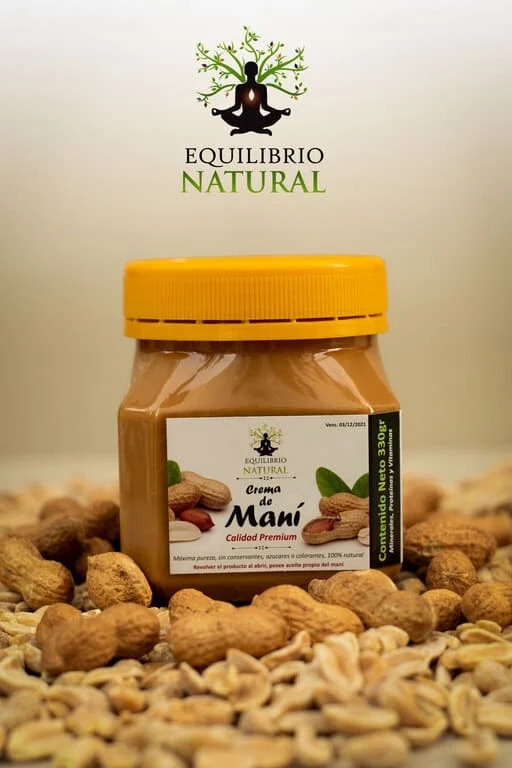 EQUILIBRIO
NATURAL
Venc. 03/12/2021
EQUILIBRIO
NATURAL
Crema
de
Maní
Calidad Premium
Máxima pureza, sin conservantes, azucares o colorantes, 100% natural
Revolver el producto al abrir, posee aceite propio del maní
Contenido Neto 330gr
Minerales, Proteínas y Vitaminas